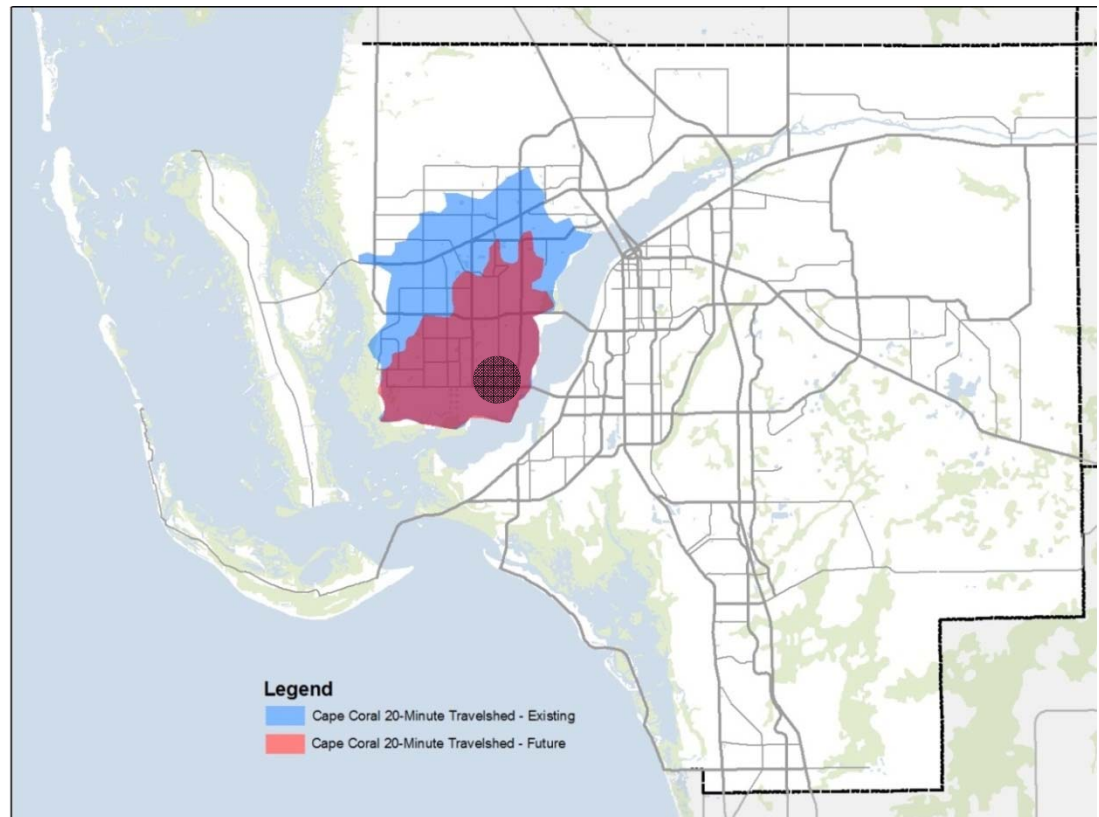 Legend
Cape Coral 20-Minute Travelshed - Existing
Cape Coral 20-Minute Travelshed - Future